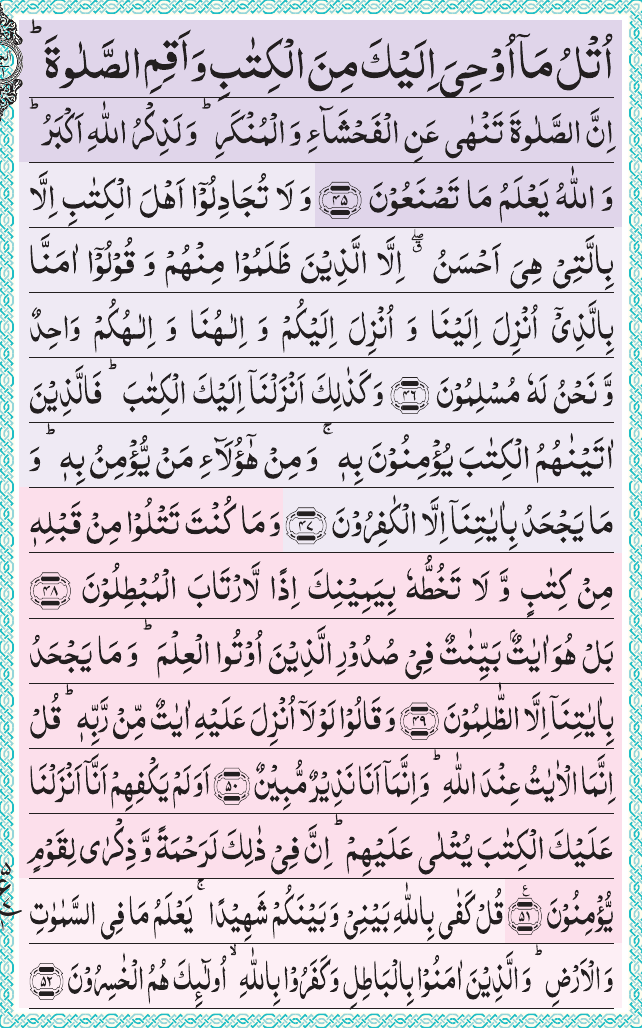 اُتْلُ مَاۤ اُوْحِیَ اِلَیْكَ مِنَ الْكِتٰبِ وَ اَقِمِ الصَّلٰوةَ ؕ
اِنَّ الصَّلٰوةَ تَنْهٰى عَنِ الْفَحْشَآءِ وَ الْمُنْكَرِ ؕ وَ لَذِكْرُ اللّٰهِ اَكْبَرُ ؕ
وَ اللّٰهُ یَعْلَمُ مَا تَصْنَعُوْنَ ﴿۴۵﴾ وَ لَا تُجَادِلُوْۤا اَهْلَ الْكِتٰبِ اِلَّا
بِالَّتِیْ هِیَ اَحْسَنُ ۖۗ اِلَّا الَّذِیْنَ ظَلَمُوْا مِنْهُمْ وَ قُوْلُوْۤا اٰمَنَّا
بِالَّذِیْۤ اُنْزِلَ اِلَیْنَا وَ اُنْزِلَ اِلَیْكُمْ وَ اِلٰهُنَا وَ اِلٰهُكُمْ وَاحِدٌ
وَّ نَحْنُ لَهٗ مُسْلِمُوْنَ ﴿۴۶﴾ وَ كَذٰلِكَ اَنْزَلْنَاۤ اِلَیْكَ الْكِتٰبَ ؕ فَالَّذِیْنَ
اٰتَیْنٰهُمُ الْكِتٰبَ یُؤْمِنُوْنَ بِهٖ ۚ وَ مِنْ هٰۤؤُلَآءِ مَنْ یُّؤْمِنُ بِهٖ ؕ وَ
مَا یَجْحَدُ بِاٰیٰتِنَاۤ اِلَّا الْكٰفِرُوْنَ ﴿۴۷﴾ وَ مَا كُنْتَ تَتْلُوْا مِنْ قَبْلِهٖ
مِنْ كِتٰبٍ وَّ لَا تَخُطُّهٗ بِیَمِیْنِكَ اِذًا لَّارْتَابَ الْمُبْطِلُوْنَ ﴿۴۸﴾
بَلْ هُوَ اٰیٰتٌۢ بَیِّنٰتٌ فِیْ صُدُوْرِ الَّذِیْنَ اُوْتُوا الْعِلْمَ ؕ وَ مَا یَجْحَدُ
بِاٰیٰتِنَاۤ اِلَّا الظّٰلِمُوْنَ ﴿۴۹﴾ وَ قَالُوْا لَوْلَاۤ اُنْزِلَ عَلَیْهِ اٰیٰتٌ مِّنْ رَّبِّهٖ ؕ قُلْ
اِنَّمَا الْاٰیٰتُ عِنْدَ اللّٰهِ ؕ وَ اِنَّمَاۤ اَنَا نَذِیْرٌ مُّبِیْنٌ ﴿۵۰﴾ اَوَ لَمْ یَكْفِهِمْ اَنَّاۤ اَنْزَلْنَا
عَلَیْكَ الْكِتٰبَ یُتْلٰى عَلَیْهِمْ ؕ اِنَّ فِیْ ذٰلِكَ لَرَحْمَةً وَّ ذِكْرٰى لِقَوْمٍ
یُّؤْمِنُوْنَ ﴿۵۱﴾ قُلْ كَفٰى بِاللّٰهِ بَیْنِیْ وَ بَیْنَكُمْ شَهِیْدًا ۚ یَعْلَمُ مَا فِی السَّمٰوٰتِ
وَ الْاَرْضِ ؕ وَ الَّذِیْنَ اٰمَنُوْا بِالْبَاطِلِ وَ كَفَرُوْا بِاللّٰهِ ۙ اُولٰٓىِٕكَ هُمُ الْخٰسِرُوْنَ ﴿۵۲﴾